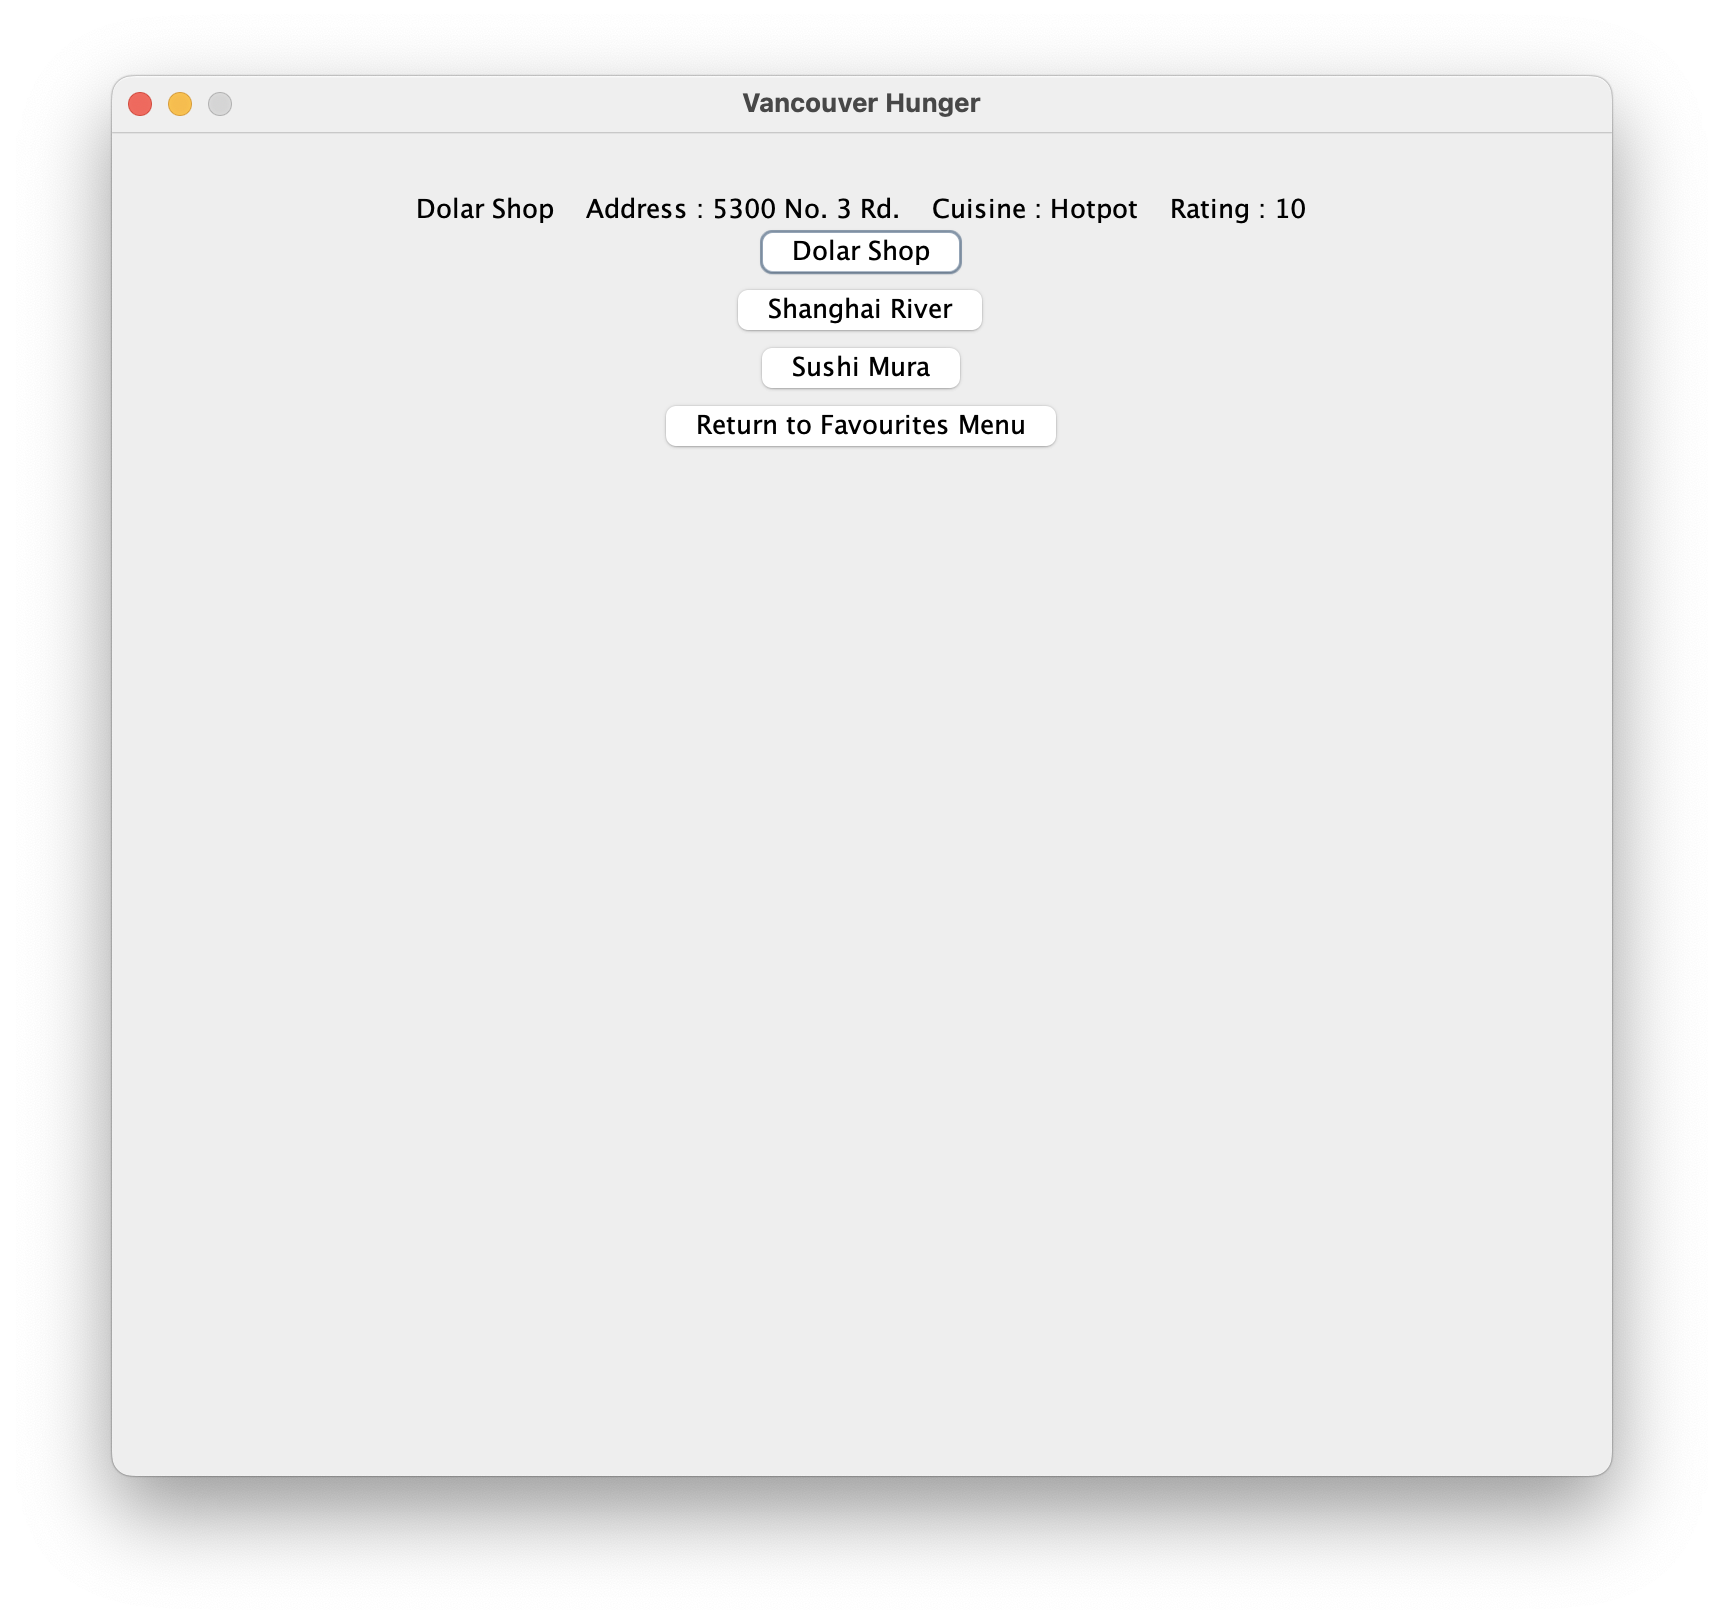 Vancouver Hunger
Dolar Shop    Address : 5300 No. 3 Rd.    Cuisine : Hotpot    Rating : 10
Dolar Shop
Shanghai River
Sushi Mura
Return to Favourites Menu